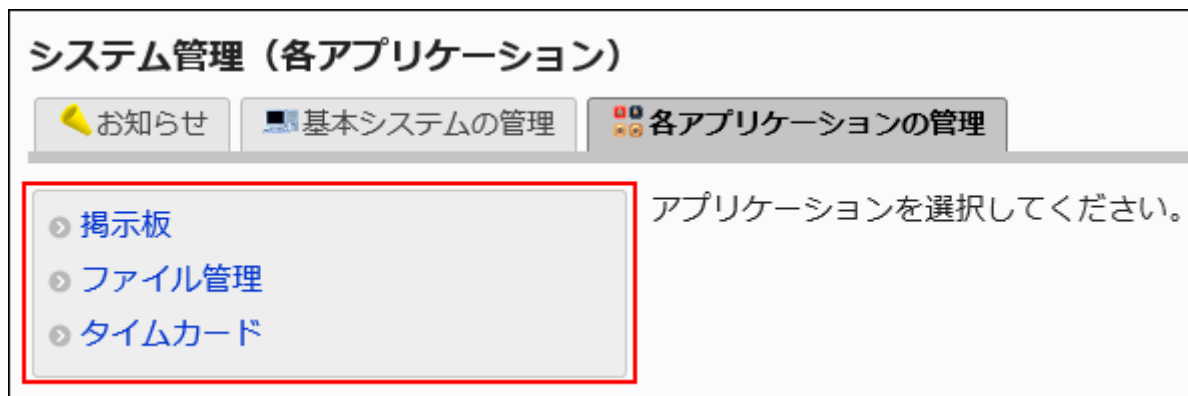 システム管理（各アプリケーション）
お知らせ 基本システムの管理 各アプリケーションの管理
掲示板
ファイル管理
タイムカード
アプリケーションを選択してください。